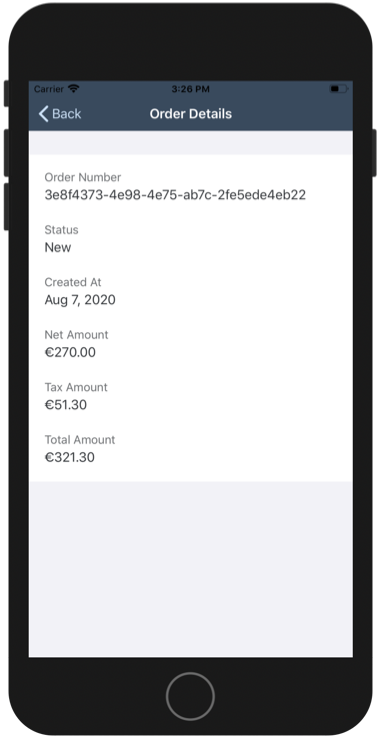 Carrier
3:26 PM
Back
Order Details
Order Number
3e8f4373-4e98-4e75-ab7c-2fe5ede4eb22
Status
New
Created At
Aug 7, 2020
Net Amount
€270.00
Tax Amount
€51.30
Total Amount
€321.30